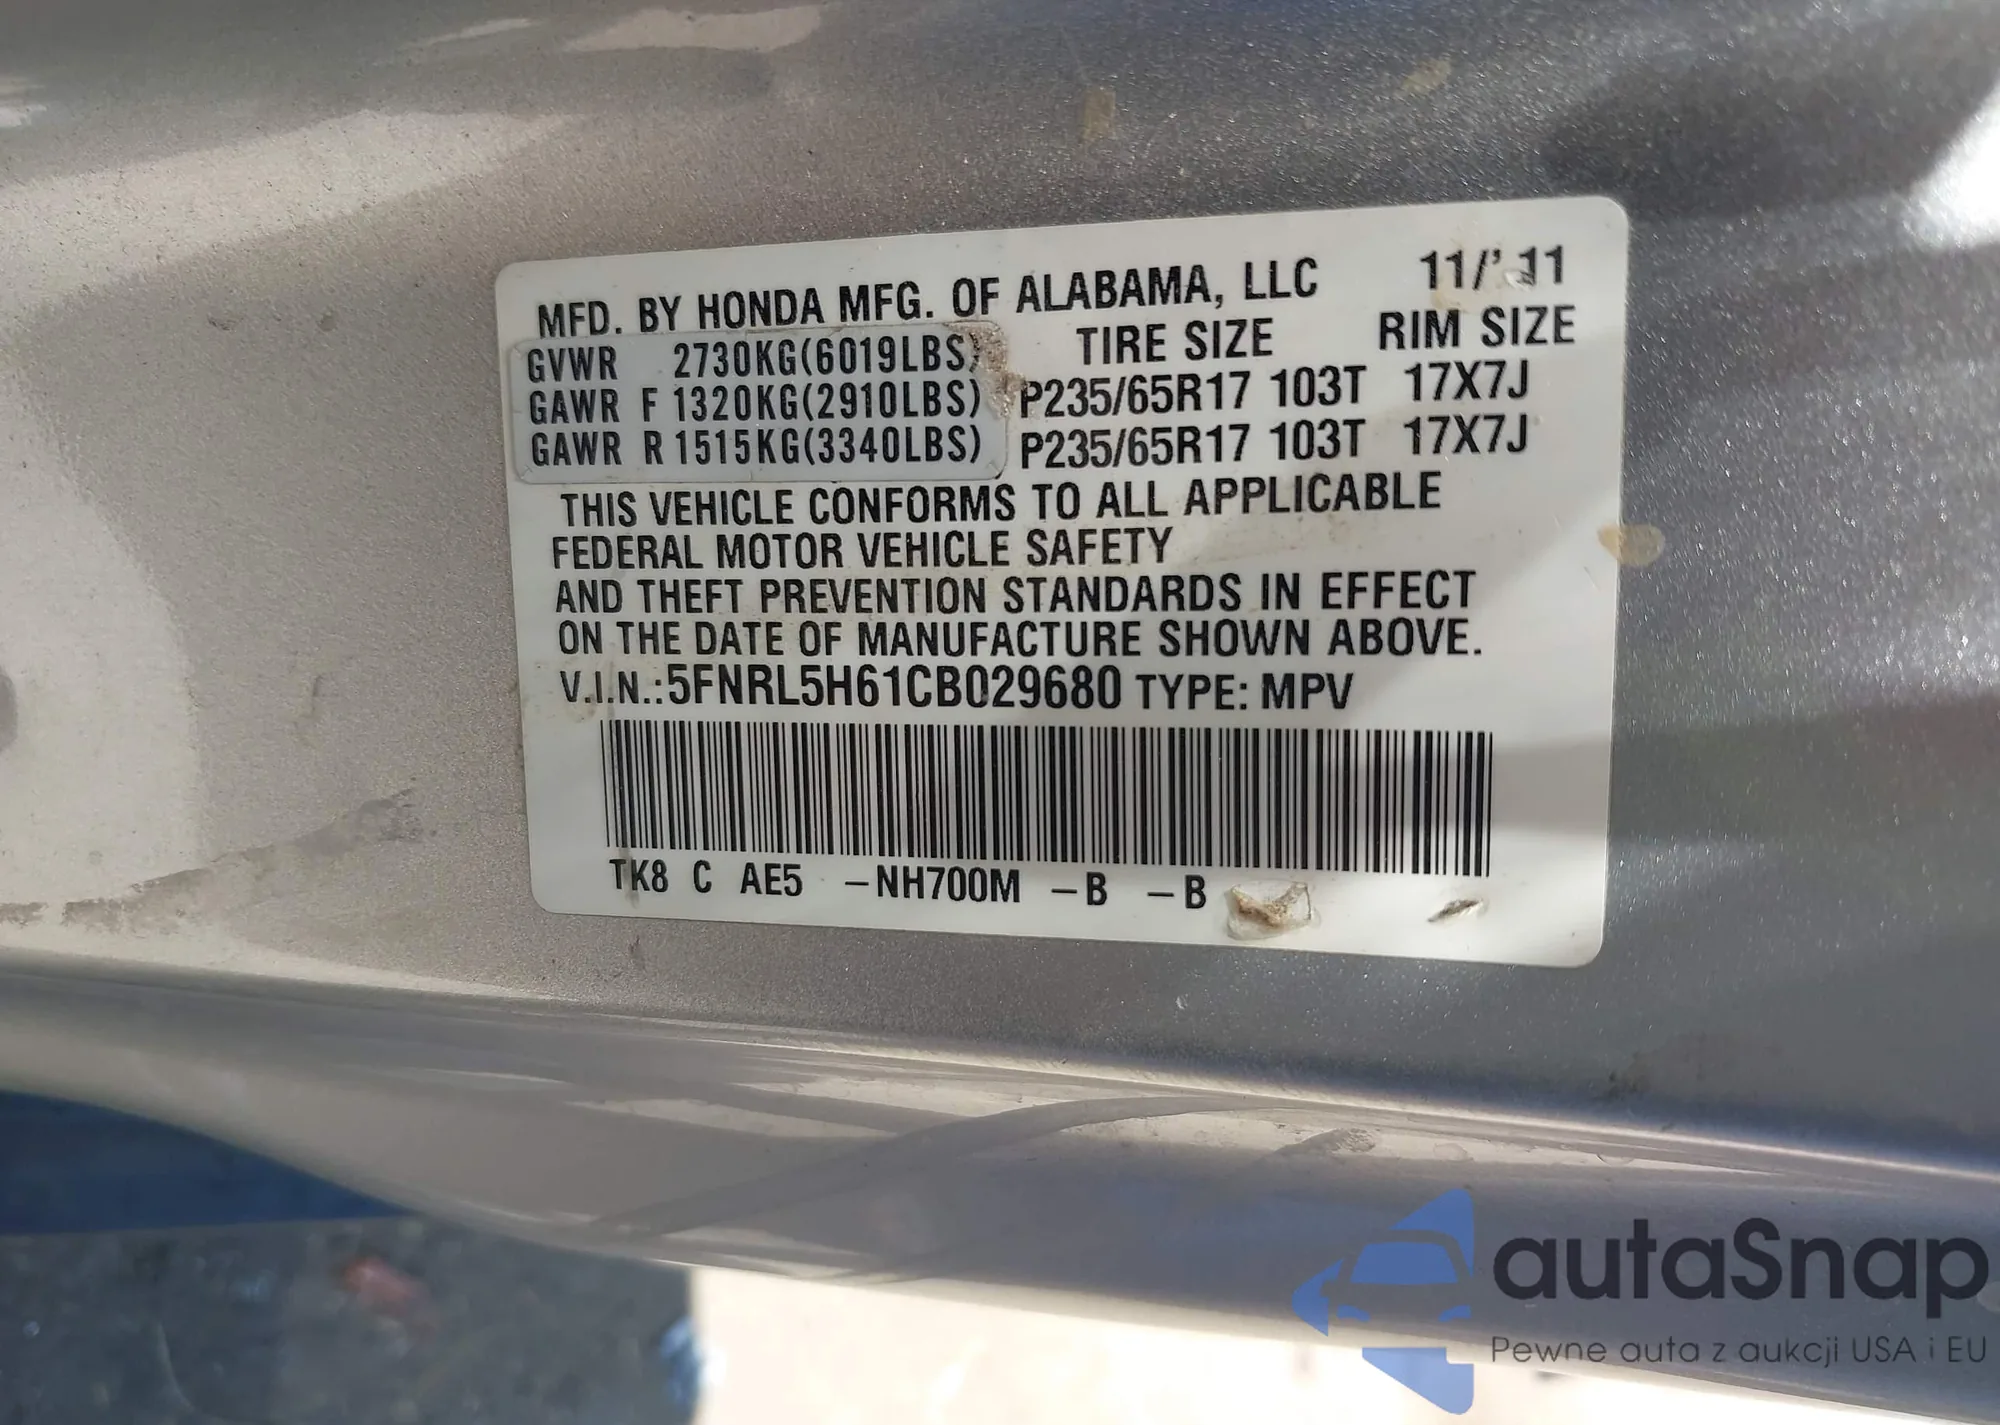 MFD. BY HONDA MFG. OF ALABAMA, LLC 11/'11
GVWR 2730KG(6019LBS) TIRE SIZE RIM SIZE
GAWR F 1320KG(2910LBS) P235/65R17 103T 17X7J
GAWR R 1515KG(3340LBS) P235/65R17 103T 17X7J
THIS VEHICLE CONFORMS TO ALL APPLICABLE
FEDERAL MOTOR VEHICLE SAFETY
AND THEFT PREVENTION STANDARDS IN EFFECT
ON THE DATE OF MANUFACTURE SHOWN ABOVE.
V.I.N.:5FNRL5H61CB029680 TYPE: MPV
TK8 C AE5 -NH700M -B -B
autaSnap
Pewne auta z aukcji USA i EU